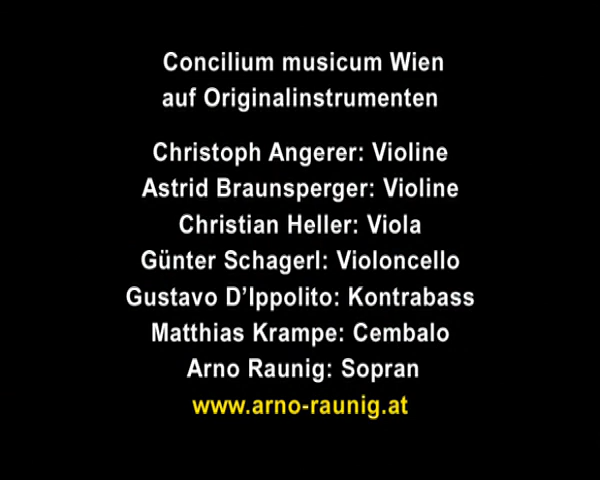 Concilium musicum Wien
auf Originalinstrumenten
Christoph Angerer: Violine
Astrid Braunsperger: Violine
Christian Heller: Viola
Günter Schagerl: Violoncello
Gustavo D'Ippolito: Kontrabass
Matthias Krampe: Cembalo
Arno Raunig: Sopran
www.arno-raunig.at